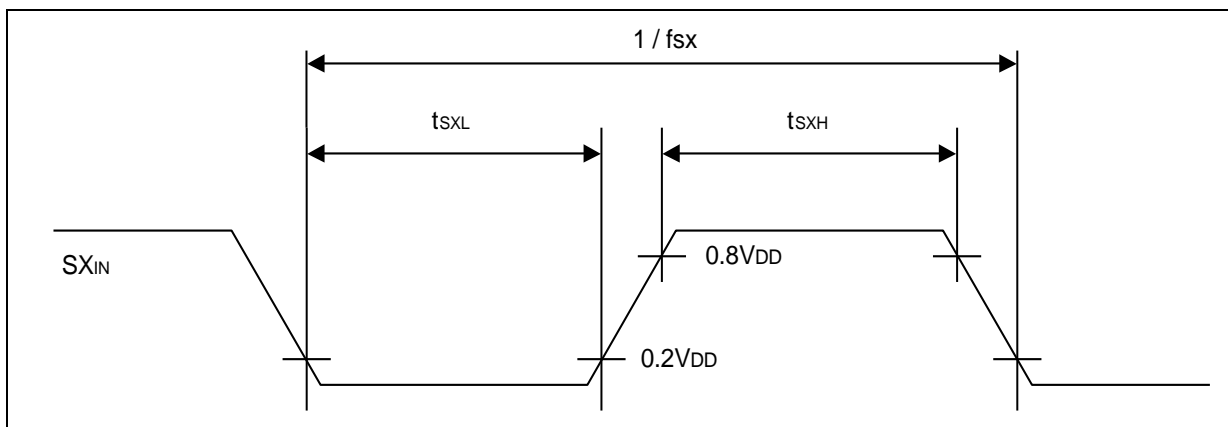 1 / fsx
tSXL
tSXH
SXIN
0.8VDD
0.2VDD